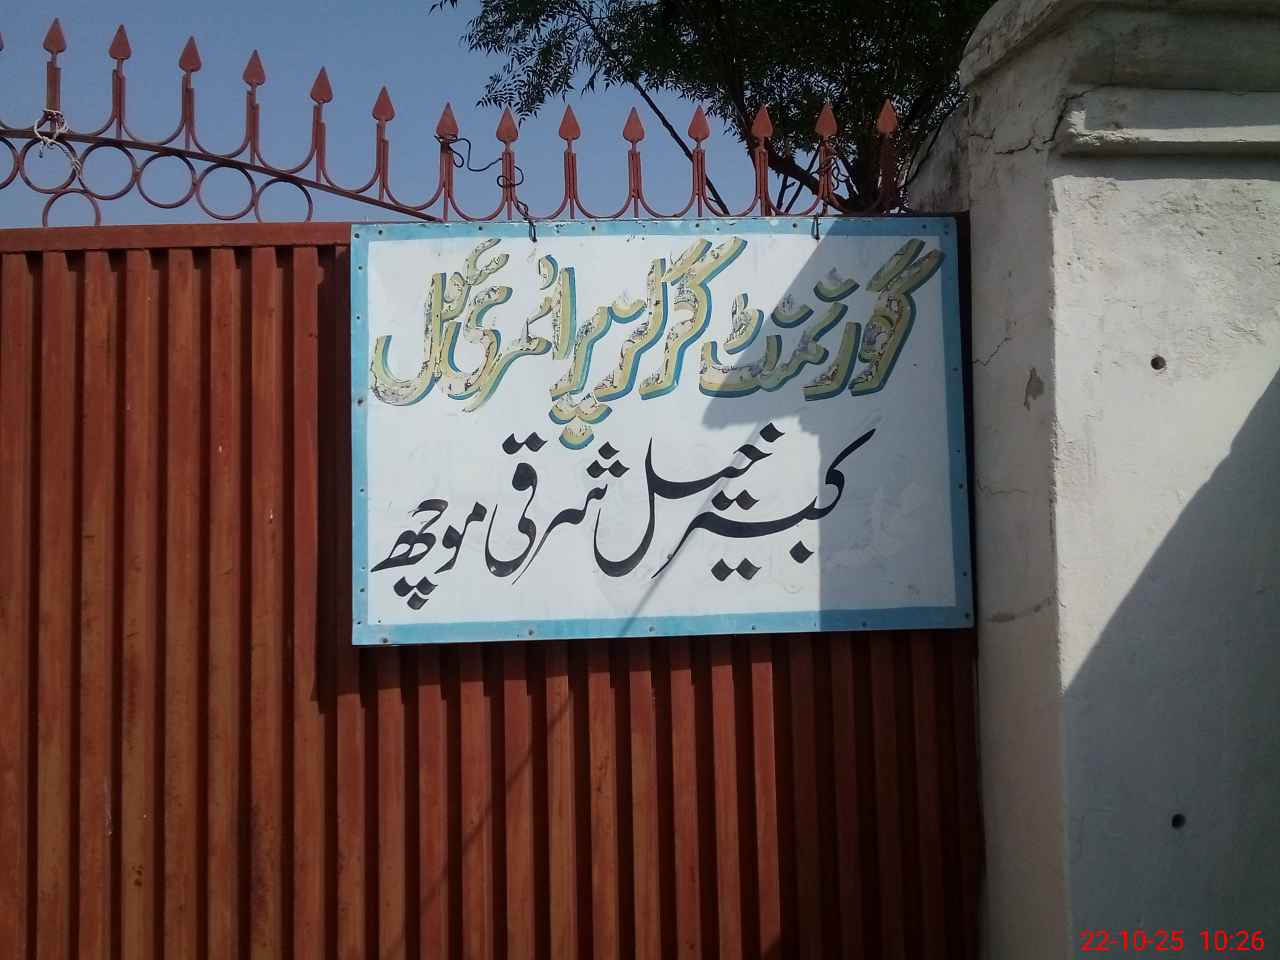 گورنمنٹ گرلز پرائمری سکول
کبیر خیل شرقی موچھ
22-10-25 10:26